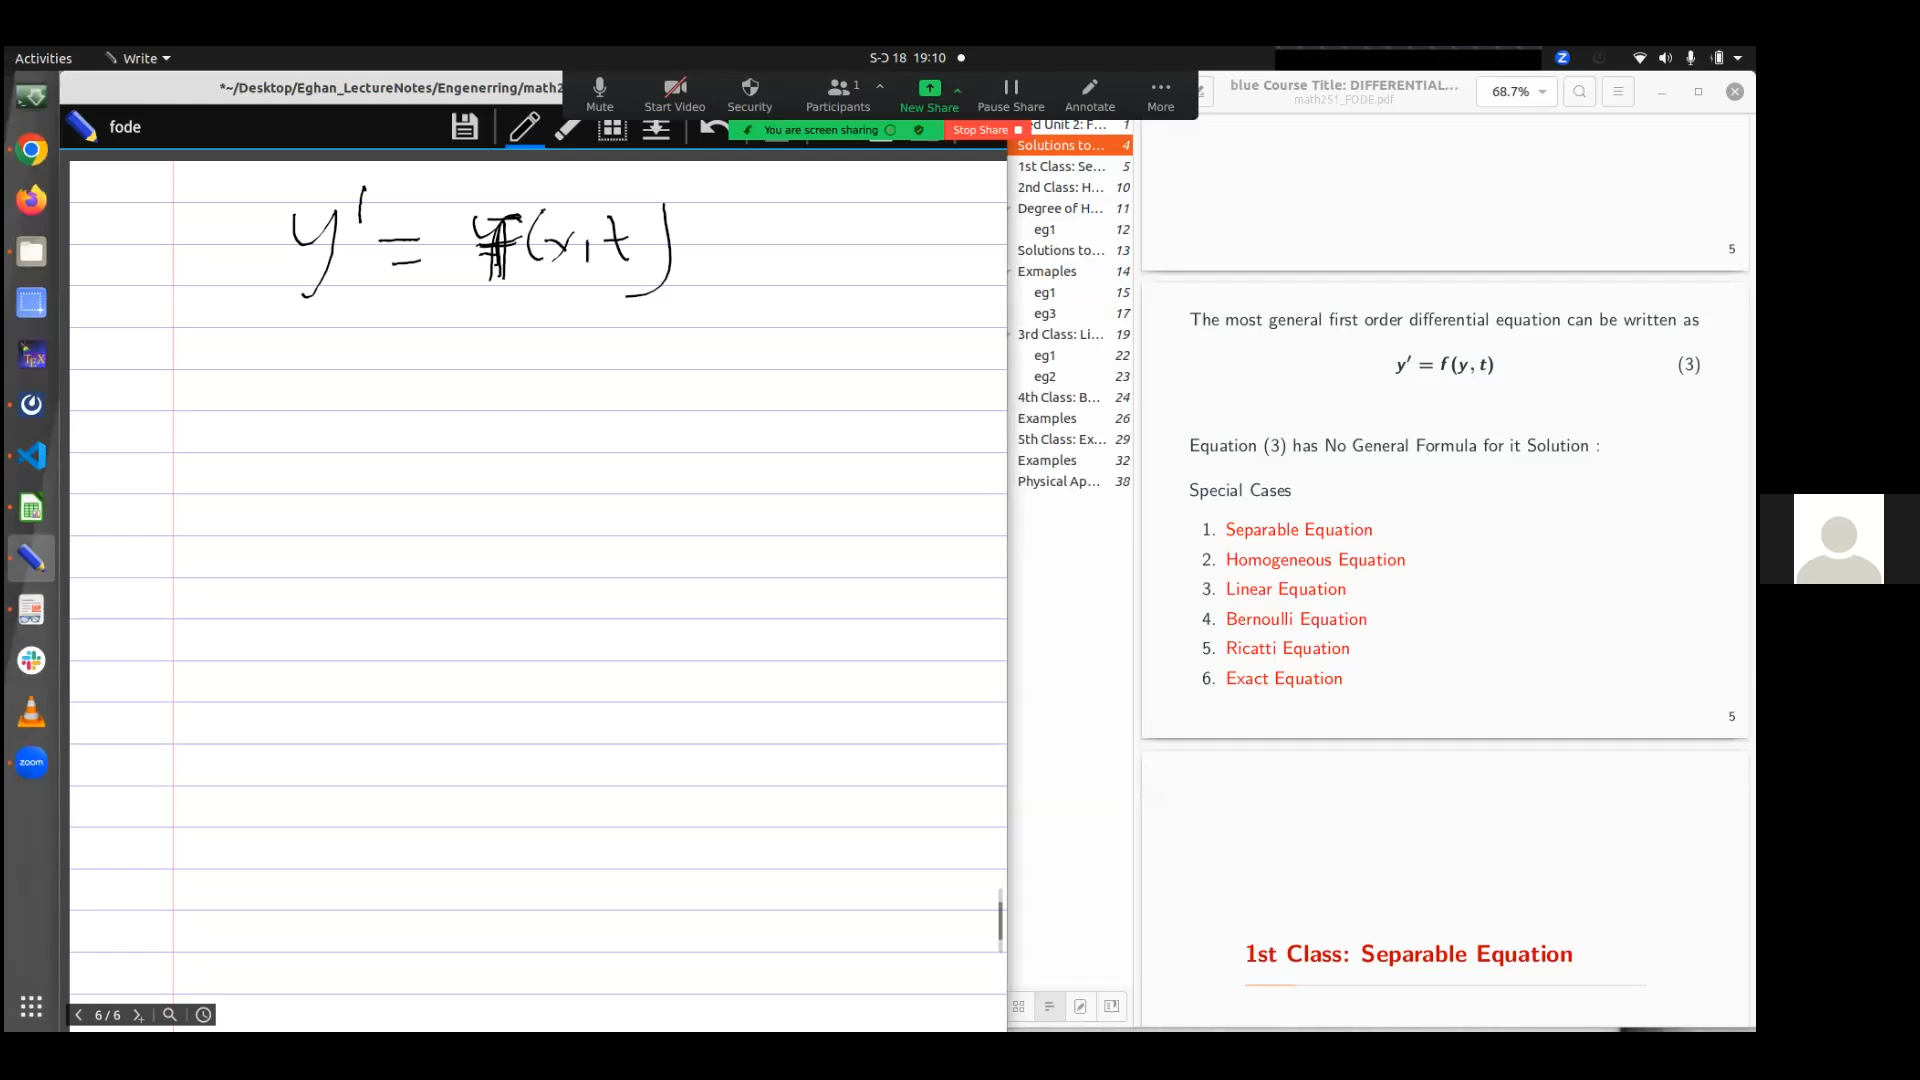 Activities
Write
S-Ɔ 18 19:10
*~/Desktop/Eghan_LectureNotes/Engenerring/math2
Mute
Start Video
Security
Participants
1
New Share
Pause Share
Annotate
More
You are screen sharing
Stop Share
fode
blue Course Title: DIFFERENTIAL...
math251_FODE.pdf
68.7%
ed Unit 2: F... 1
Solutions to... 4
1st Class: Se... 5
2nd Class: H... 10
Degree of H... 11
eg1 12
Solutions to... 13
Exmaples 14
eg1 15
eg3 17
3rd Class: Li... 19
eg1 22
eg2 23
4th Class: B... 24
Examples 26
5th Class: Ex... 29
Examples 32
Physical Ap... 38
y' = f(x,t)
5
The most general first order differential equation can be written as
y′ = f(y, t) (3)
Equation (3) has No General Formula for it Solution :
Special Cases
1. Separable Equation
2. Homogeneous Equation
3. Linear Equation
4. Bernoulli Equation
5. Ricatti Equation
6. Exact Equation
5
1st Class: Separable Equation
TEX
zoom
Z
6/6